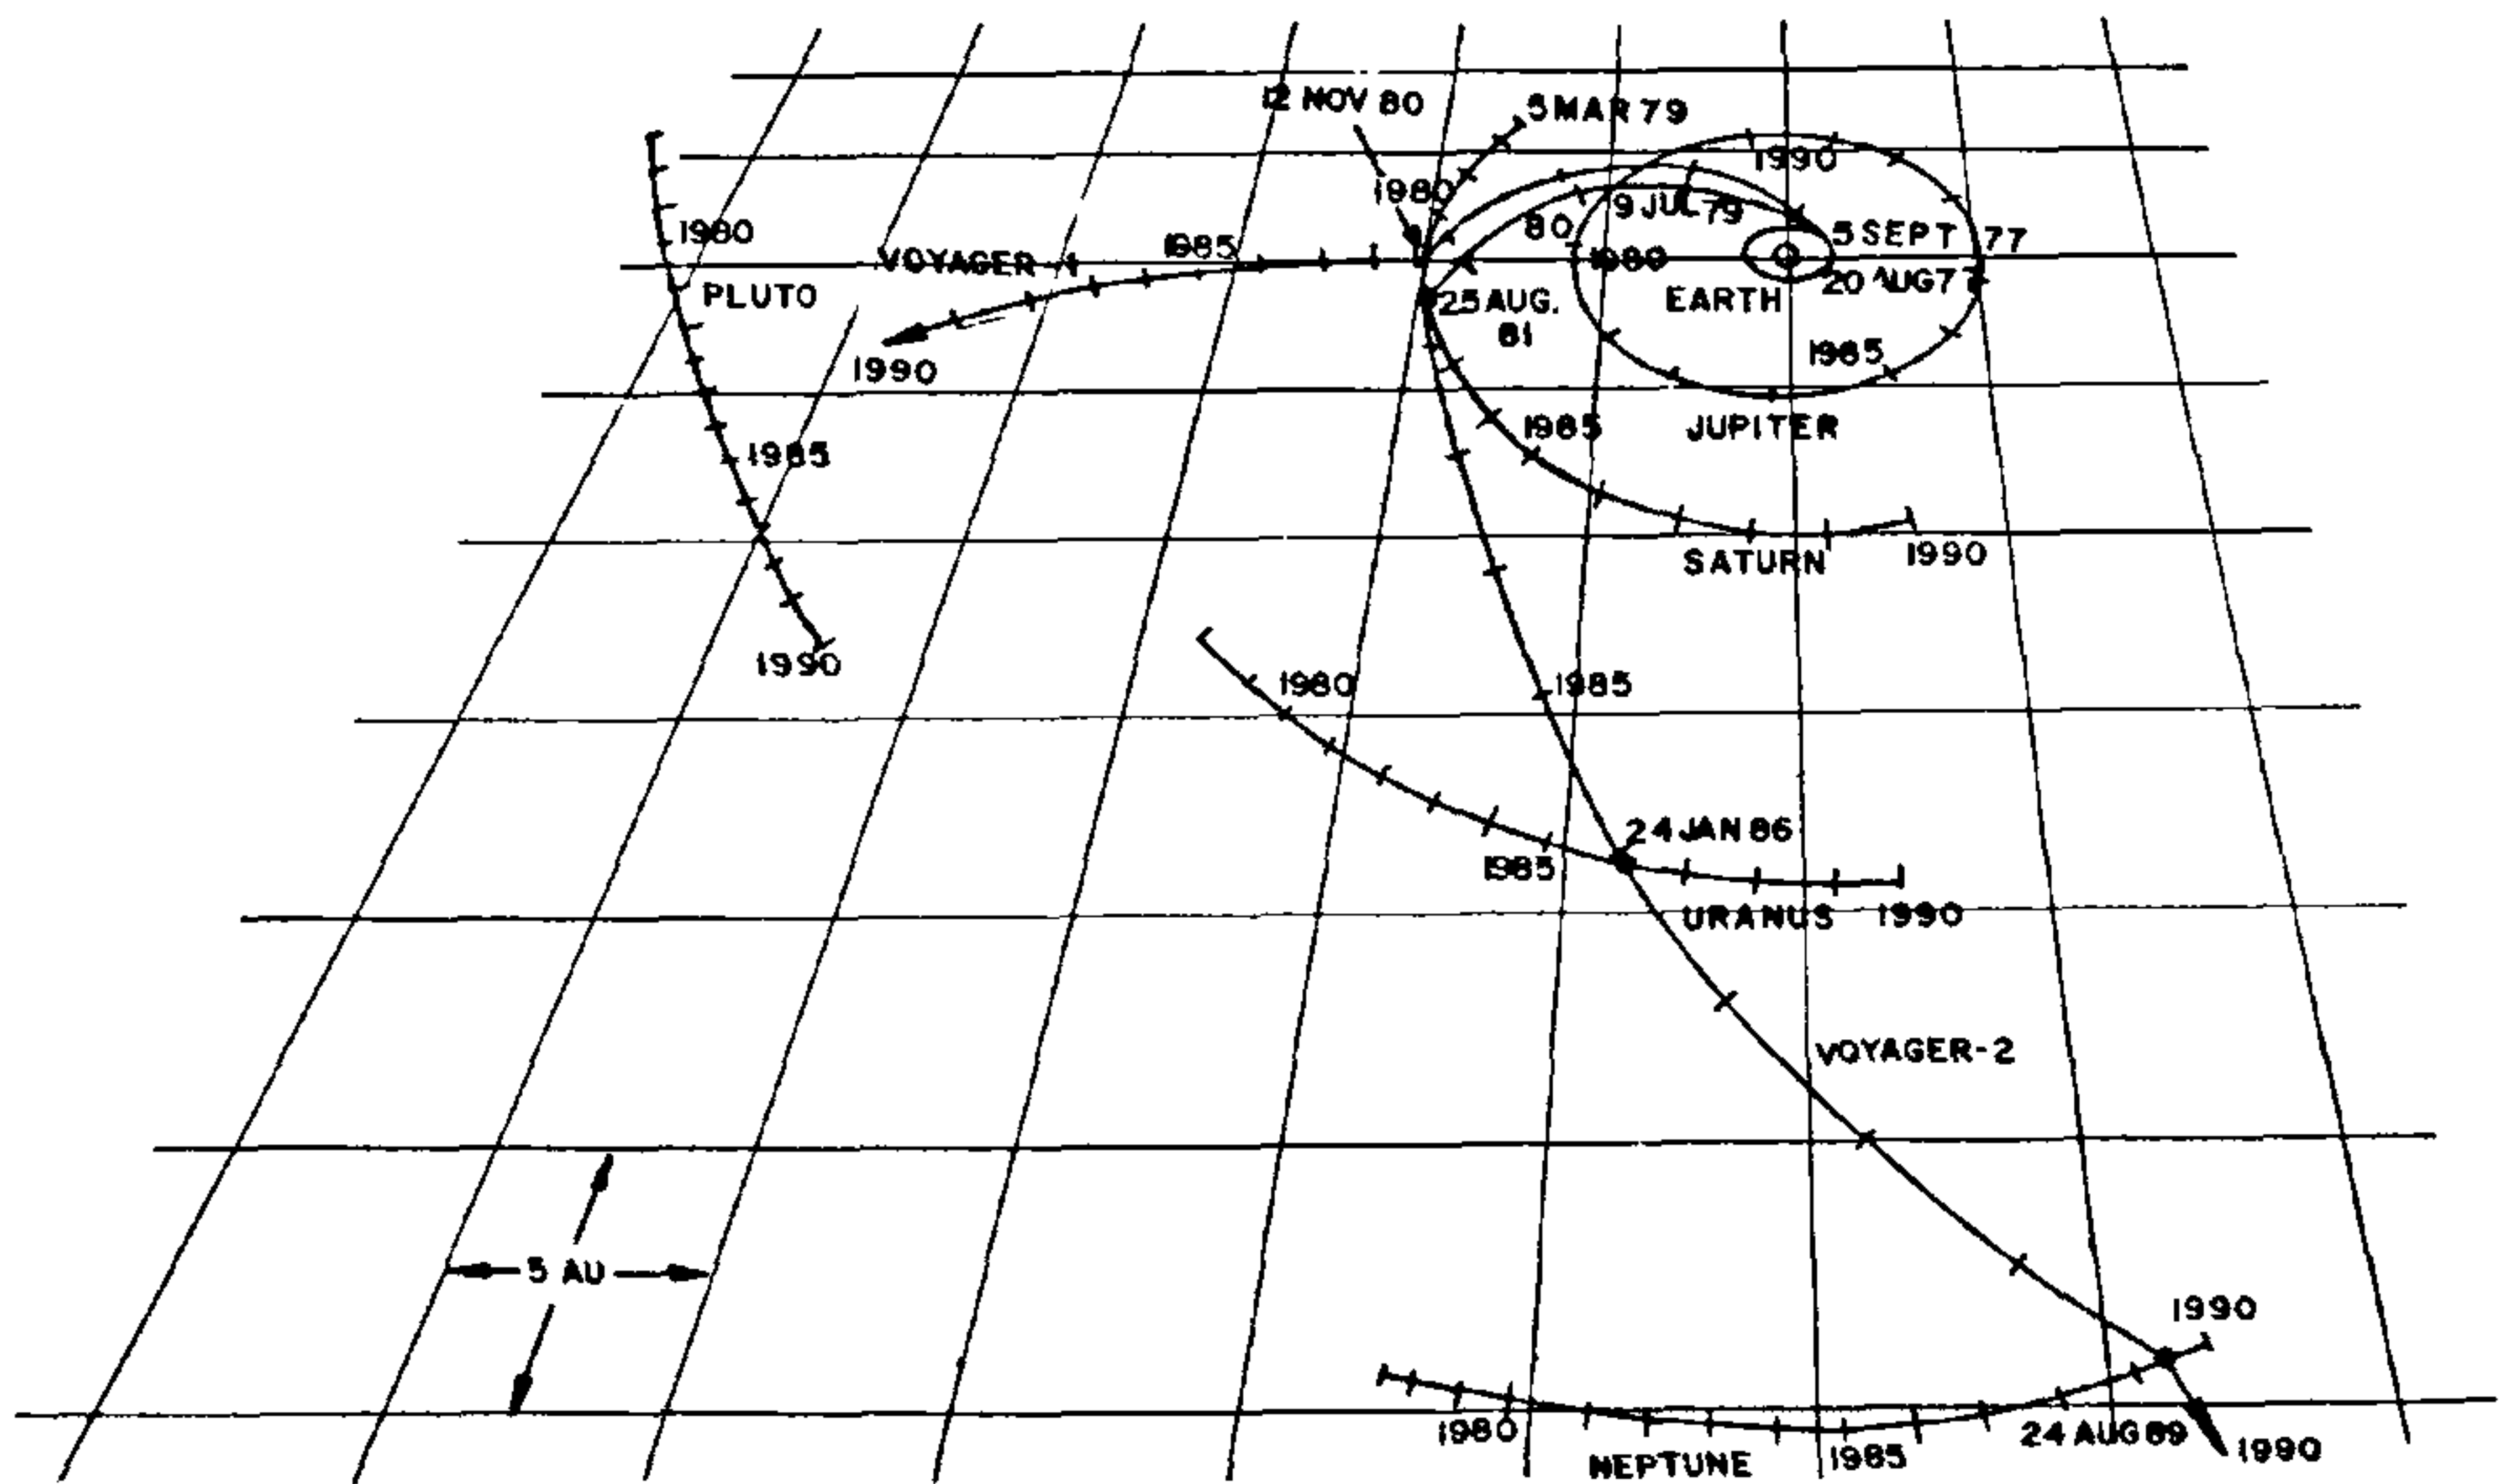 12 NOV 80
5 MAR 79
1990
1980
9 JUL 79
80
5 SEPT 77
1980
VOYAGER-1
1985
1980
20 AUG 77
PLUTO
25 AUG.
81
EARTH
1985
1990
1985
JUPITER
1985
SATURN
1990
1990
1980
1985
24 JAN 86
1985
URANUS
1990
VOYAGER-2
5 AU
1990
1980
24 AUG 89
NEPTUNE
1985
1990